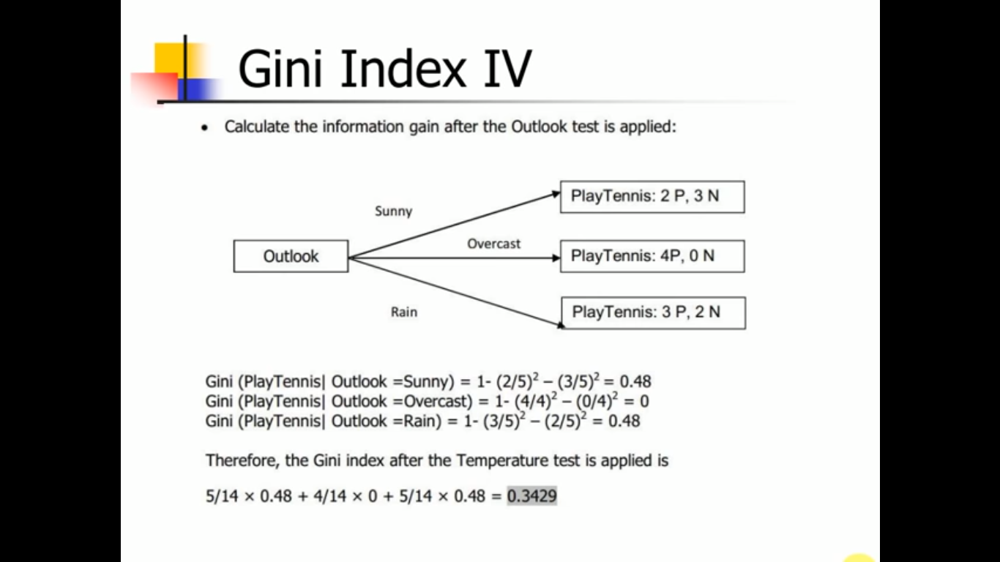 Gini Index IV
• Calculate the information gain after the Outlook test is applied:
Sunny
PlayTennis: 2 P, 3 N
Outlook
Overcast
PlayTennis: 4P, 0 N
Rain
PlayTennis: 3 P, 2 N
Gini (PlayTennis| Outlook =Sunny) = 1- (2/5)² – (3/5)² = 0.48
Gini (PlayTennis| Outlook =Overcast) = 1- (4/4)² – (0/4)² = 0
Gini (PlayTennis| Outlook =Rain) = 1- (3/5)² – (2/5)² = 0.48
Therefore, the Gini index after the Temperature test is applied is
5/14 × 0.48 + 4/14 × 0 + 5/14 × 0.48 = 0.3429